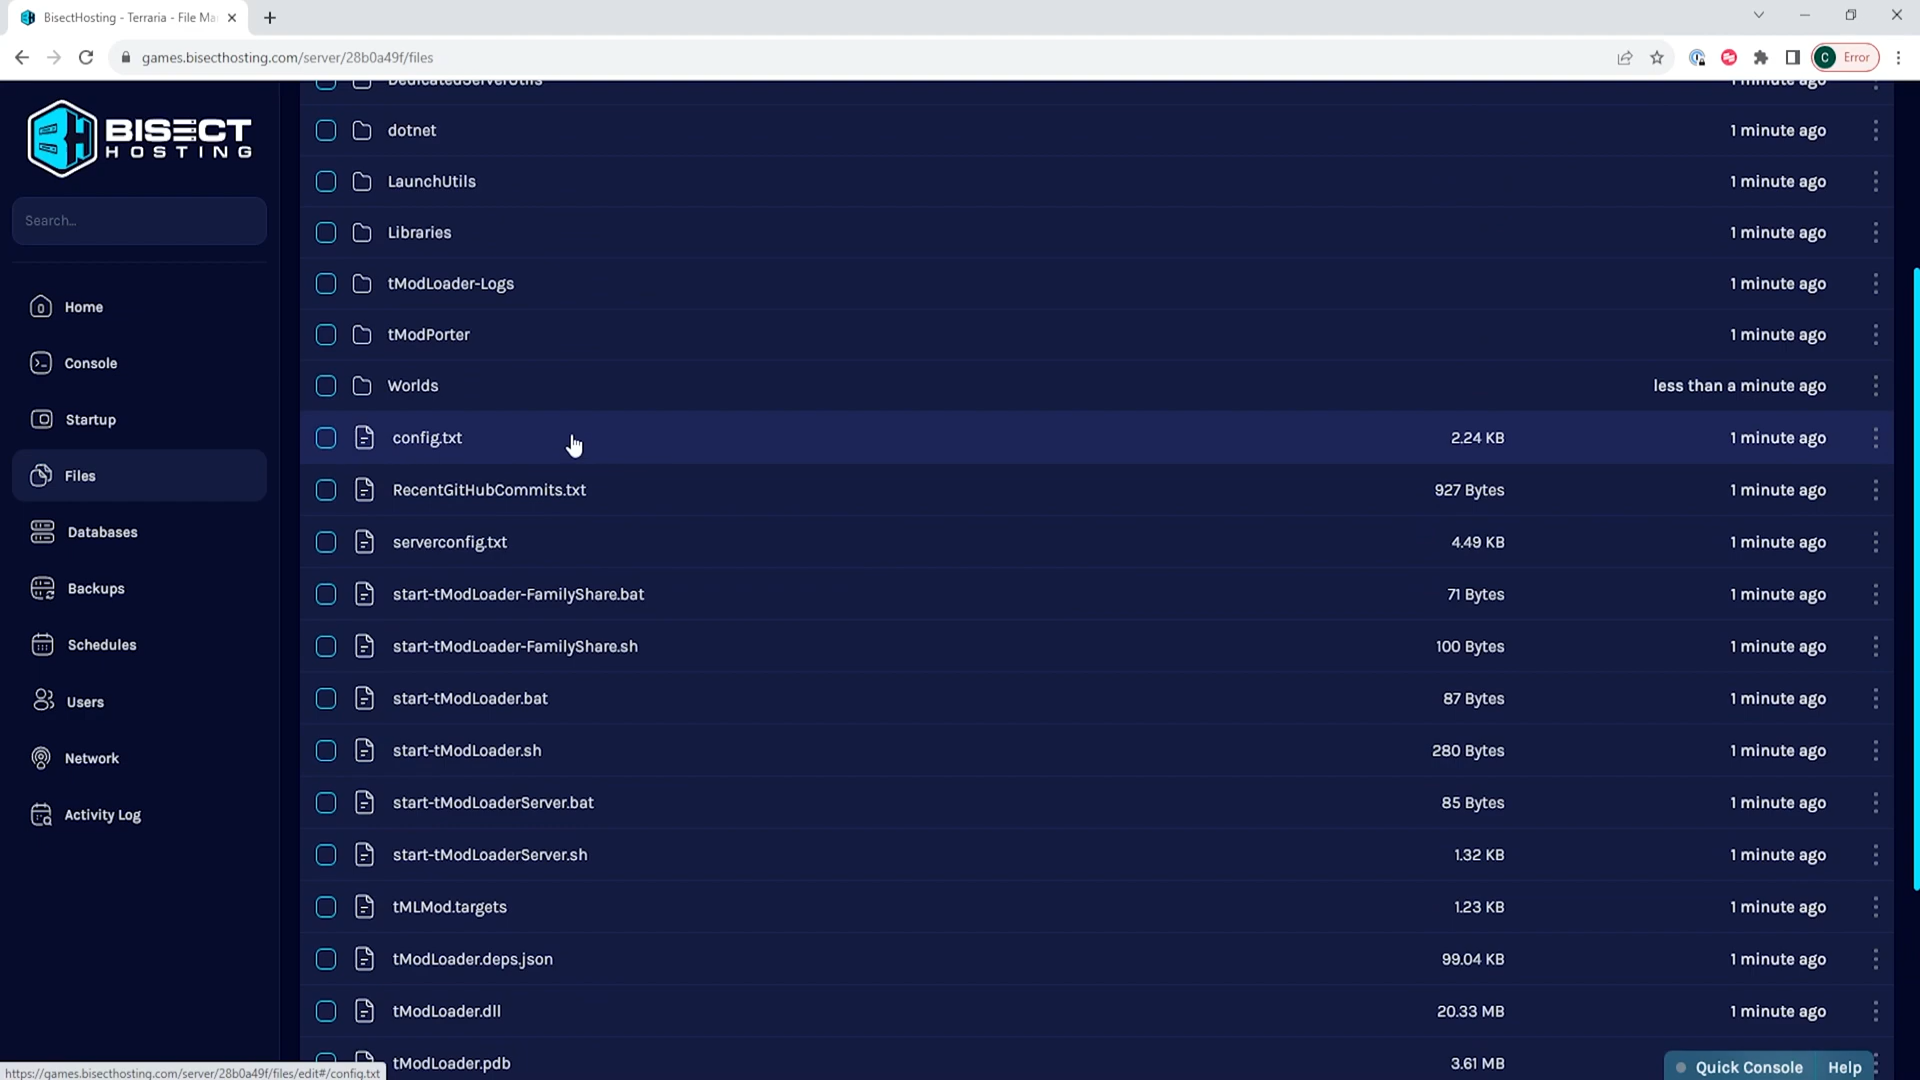 BisectHosting - Terraria - File Ma
games.bisecthosting.com/server/28b0a49f/files
C
Error
BISECT
HOSTING
Search...
Home
Console
Startup
Files
Databases
Backups
Schedules
Users
Network
Activity Log
DedicatedServerUtils 1 minute ago
dotnet 1 minute ago
LaunchUtils 1 minute ago
Libraries 1 minute ago
tModLoader-Logs 1 minute ago
tModPorter 1 minute ago
Worlds less than a minute ago
config.txt 2.24 KB 1 minute ago
RecentGitHubCommits.txt 927 Bytes 1 minute ago
serverconfig.txt 4.49 KB 1 minute ago
start-tModLoader-FamilyShare.bat 71 Bytes 1 minute ago
start-tModLoader-FamilyShare.sh 100 Bytes 1 minute ago
start-tModLoader.bat 87 Bytes 1 minute ago
start-tModLoader.sh 280 Bytes 1 minute ago
start-tModLoaderServer.bat 85 Bytes 1 minute ago
start-tModLoaderServer.sh 1.32 KB 1 minute ago
tMLMod.targets 1.23 KB 1 minute ago
tModLoader.deps.json 99.04 KB 1 minute ago
tModLoader.dll 20.33 MB 1 minute ago
tModLoader.pdb 3.61 MB
Quick Console Help
https://games.bisecthosting.com/server/28b0a49f/files/edit#/config.txt